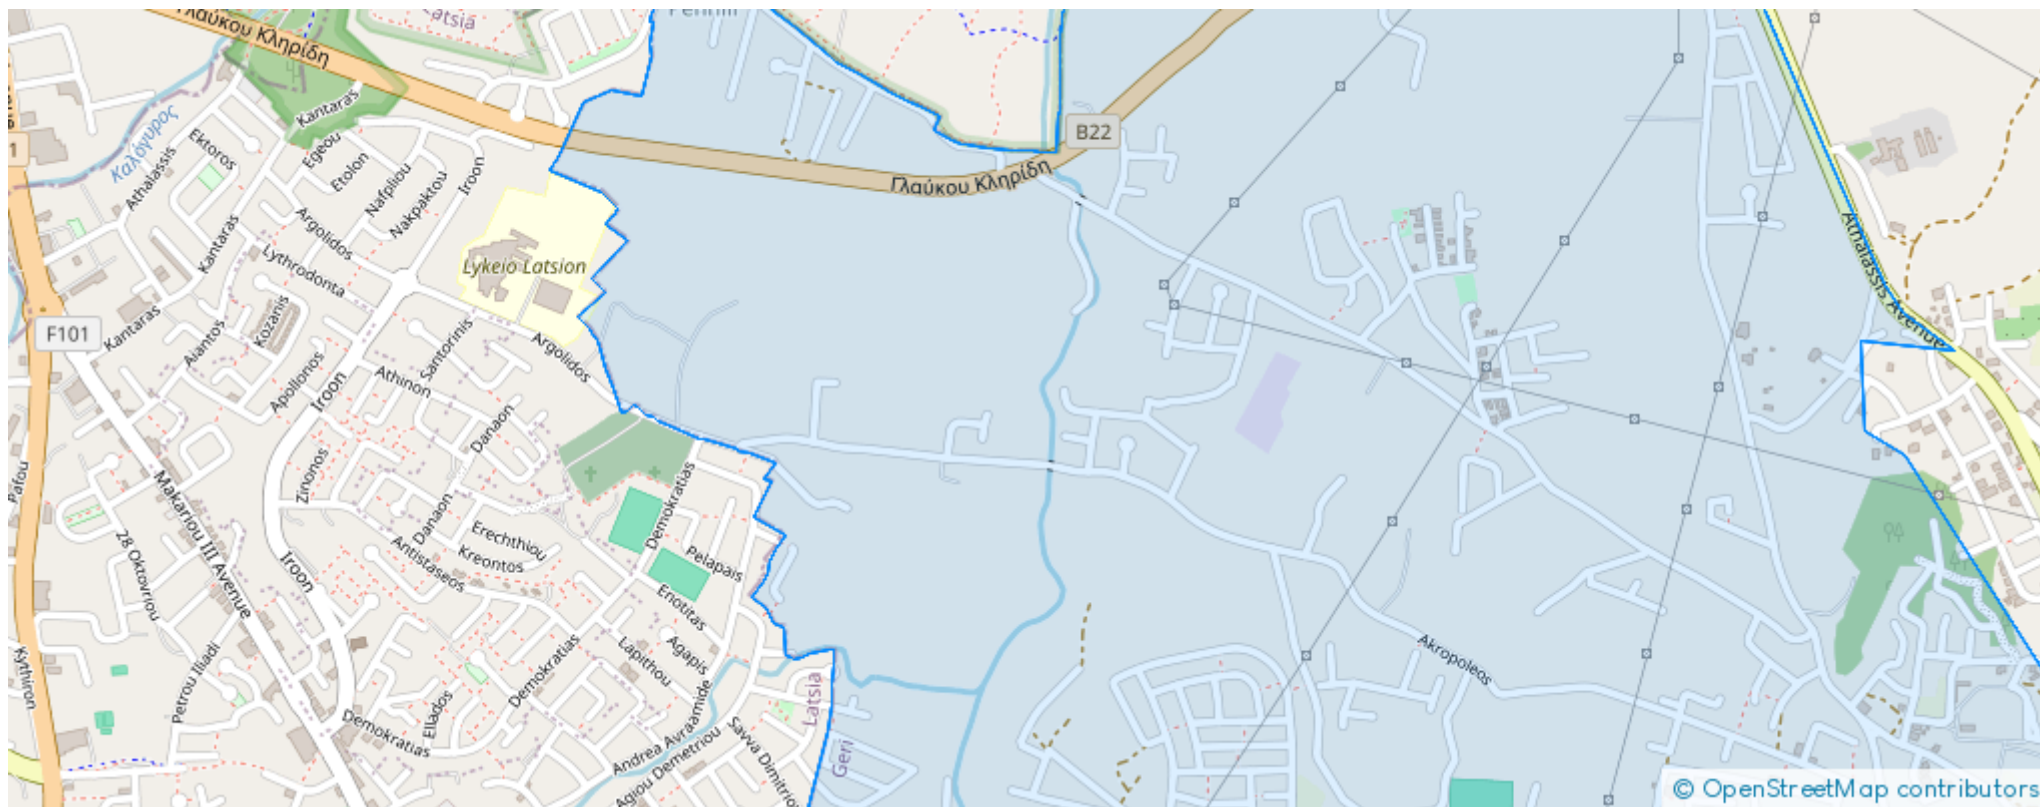 Latsia
Γλαύκου Κληρίδη
Kantaras
Καλόγυρος
Ektoros
Egeou
Etolon
Nafpliou
Nakpaktou
Iroon
Athalassis
Kantaras
Argolidos
Lythrodonta
Lykeio Latsion
B22
Γλαύκου Κληρίδη
Athalassis Avenue
F101
Kantaras
Aiantos
Kozanis
Santorinis
Argolidos
Apollonos
Iroon
Athinon
Danaon
Zinonos
Pafou
Makariou III Avenue
Danaon
Erechthiou
Kreontos
Antistaseos
Demokratias
Pelapais
28 Oktovriou
Iroon
Enotitas
Agapis
Lapithou
Demokratias
Petrou Iliadi
Kythiron
Ellados
Demokratias
Andrea Avraamide
Agiou Demetriou
Savva Dimitriou
Latsia
Geri
Akropoleos
© OpenStreetMap contributors